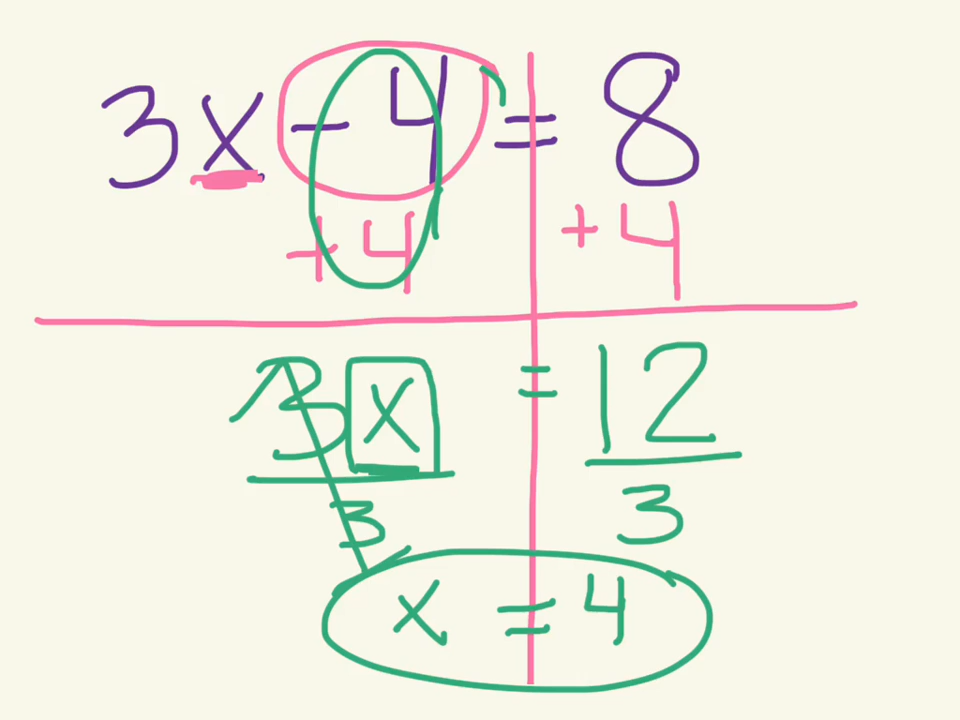 3x - 4 = 8
+ 4 + 4
3x = 12
3 3
x = 4